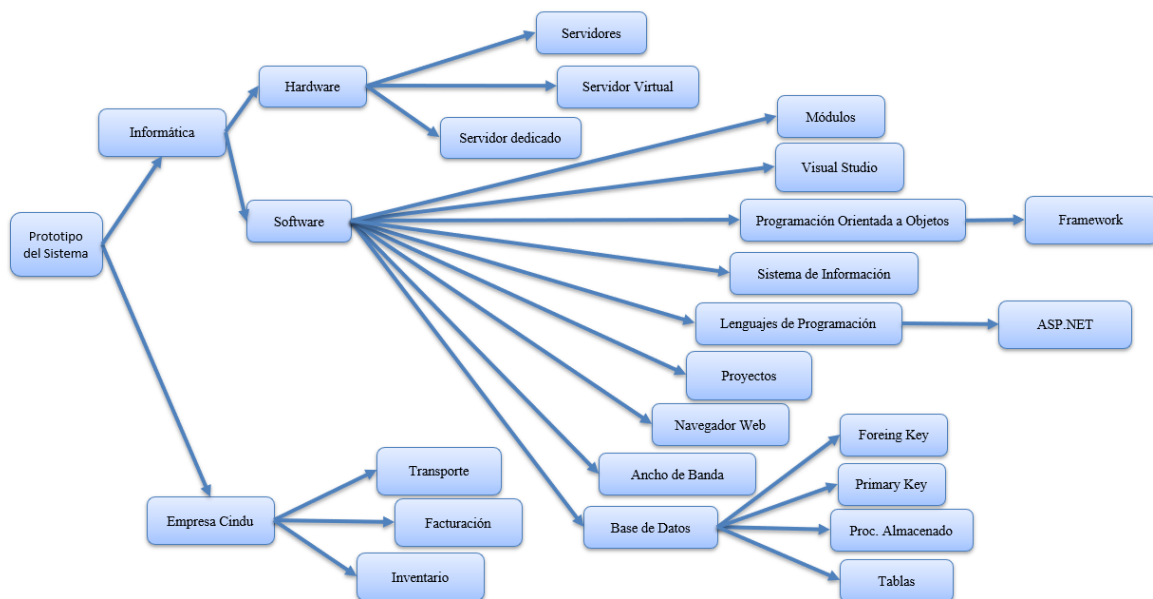 Servidores
Hardware
Servidor Virtual
Informática
Servidor dedicado
Módulos
Visual Studio
Software
Programación Orientada a Objetos
Framework
Prototipo
del Sistema
Sistema de Información
Lenguajes de Programación
ASP.NET
Proyectos
Navegador Web
Foreing Key
Transporte
Ancho de Banda
Primary Key
Empresa Cindu
Facturación
Base de Datos
Proc. Almacenado
Inventario
Tablas